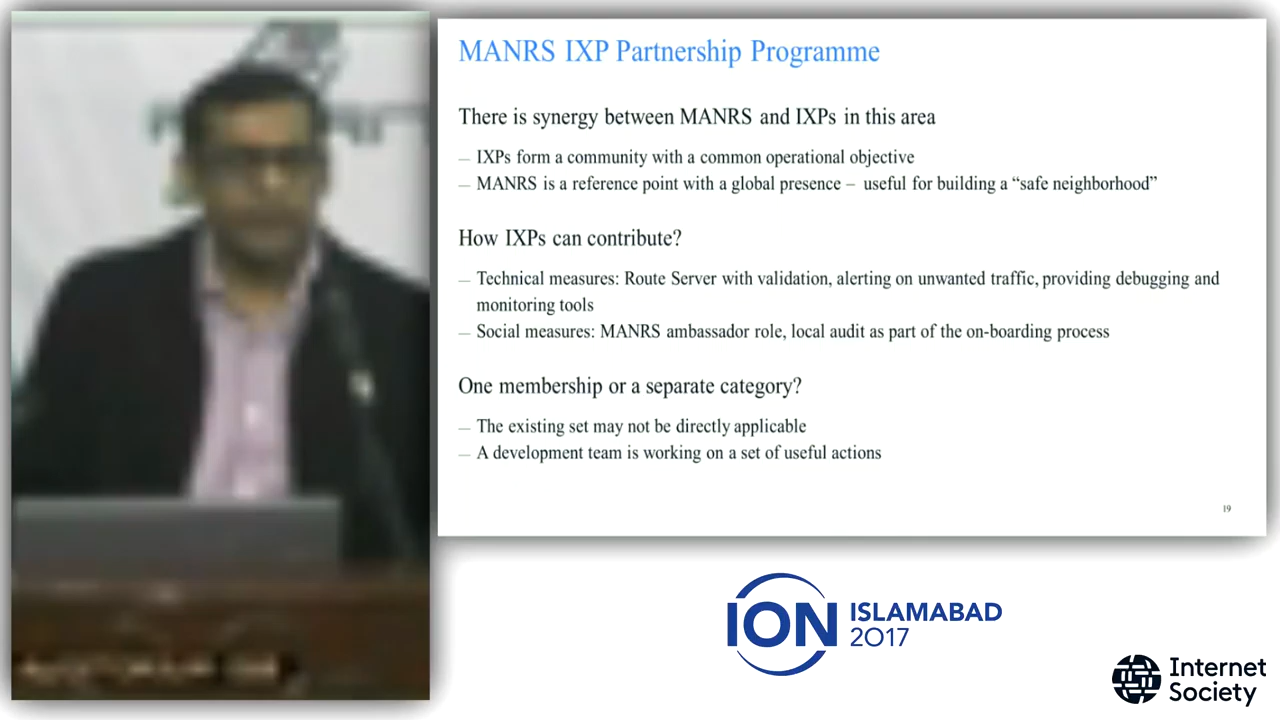 MANRS IXP Partnership Programme
There is synergy between MANRS and IXPs in this area
— IXPs form a community with a common operational objective
— MANRS is a reference point with a global presence – useful for building a “safe neighborhood”
How IXPs can contribute?
— Technical measures: Route Server with validation, alerting on unwanted traffic, providing debugging and
monitoring tools
— Social measures: MANRS ambassador role, local audit as part of the on-boarding process
One membership or a separate category?
— The existing set may not be directly applicable
— A development team is working on a set of useful actions
19
ION ISLAMABAD
2017
Internet
Society